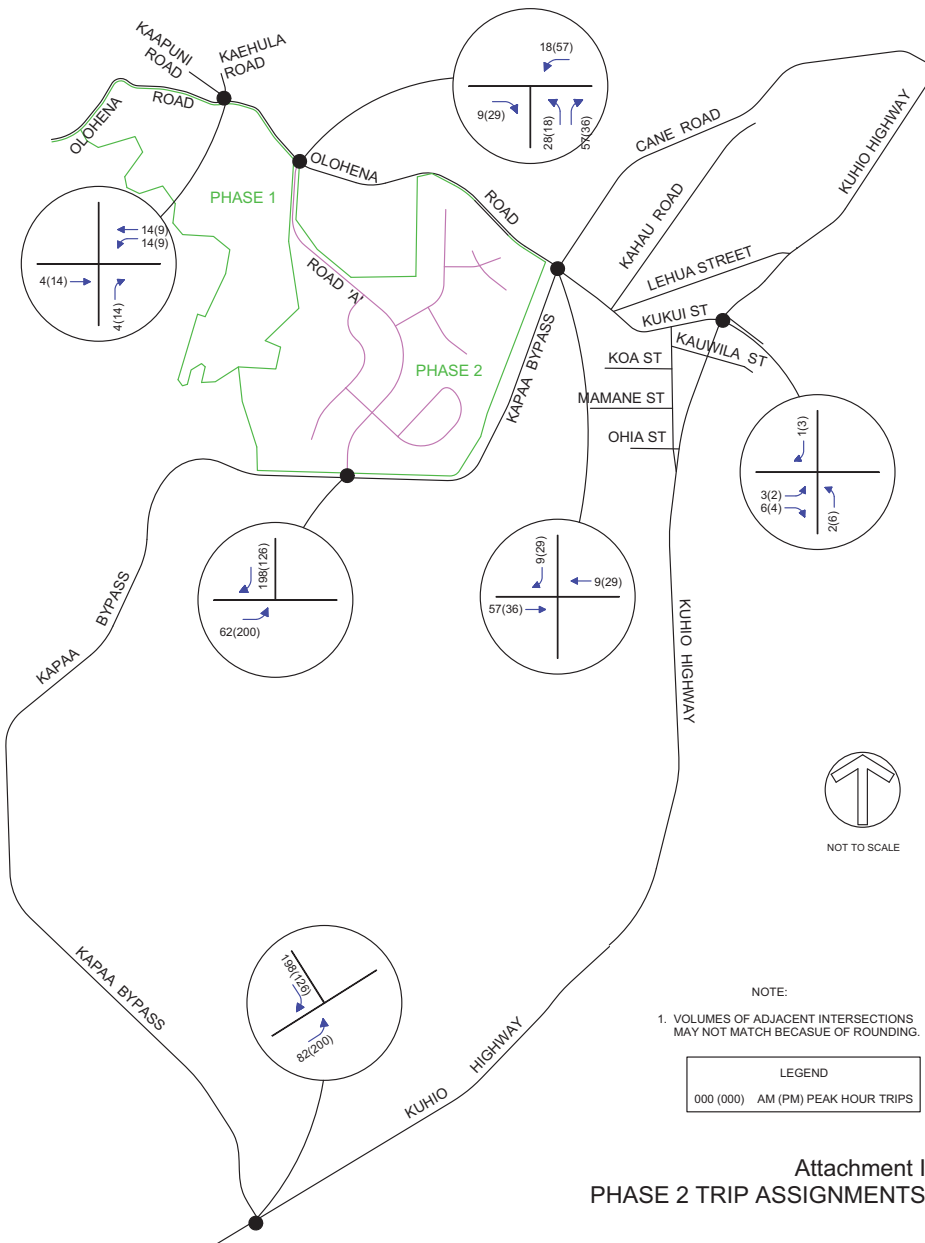 KAAPUNI
ROAD
KAEHULA
ROAD
OLOHENA
ROAD
18(57)
9(29)
28(18)
57(36)
OLOHENA
ROAD
CANE ROAD
KUHIO HIGHWAY
KAHAU ROAD
PHASE 1
14(9)
14(9)
4(14)
4(14)
ROAD 'A'
LEHUA STREET
KUKUI ST
KAUWILA ST
KOA ST
PHASE 2
KAPAA BYPASS
MAMANE ST
OHIA ST
1(3)
3(2)
6(4)
2(6)
198(126)
62(200)
9(29)
9(29)
57(36)
KAPAA BYPASS
KUHIO HIGHWAY
NOT TO SCALE
KAPAA BYPASS
198(126)
82(200)
KUHIO HIGHWAY
NOTE:
1. VOLUMES OF ADJACENT INTERSECTIONS
MAY NOT MATCH BECASUE OF ROUNDING.
LEGEND
000 (000) AM (PM) PEAK HOUR TRIPS
Attachment I
PHASE 2 TRIP ASSIGNMENTS